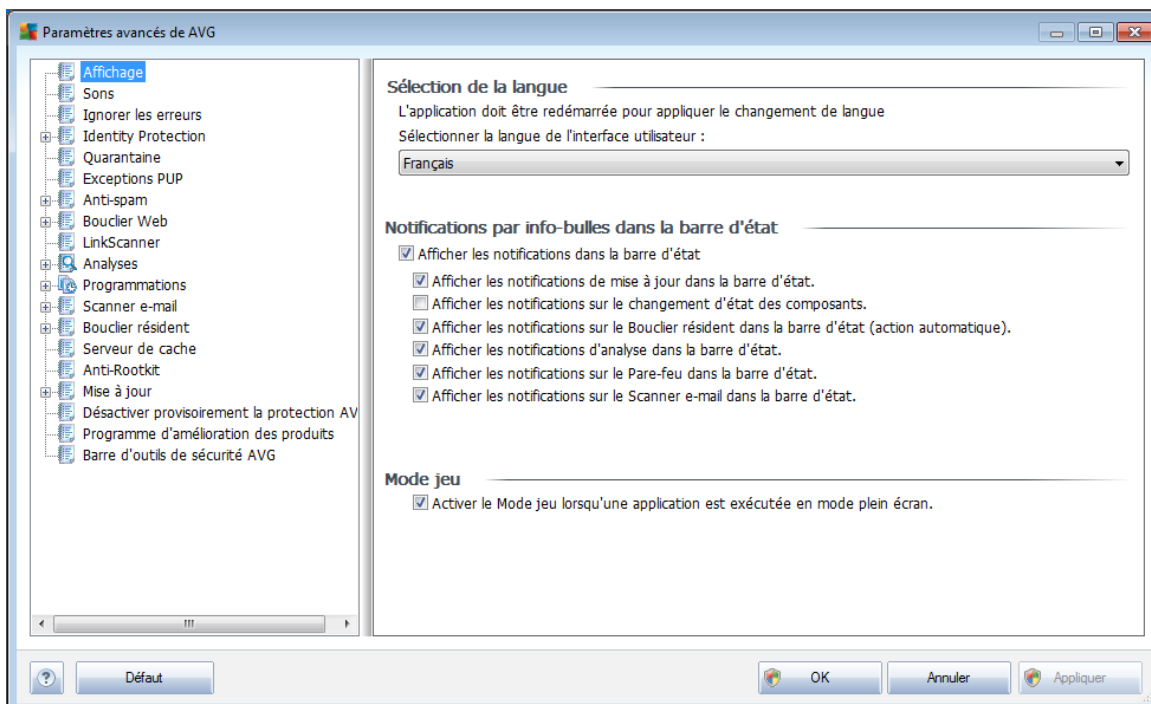 Paramètres avancés de AVG
Affichage
Sons
Ignorer les erreurs
Identity Protection
Quarantaine
Exceptions PUP
Anti-spam
Bouclier Web
LinkScanner
Analyses
Programmations
Scanner e-mail
Bouclier résident
Serveur de cache
Anti-Rootkit
Mise à jour
Désactiver provisoirement la protection AV
Programme d'amélioration des produits
Barre d'outils de sécurité AVG
Sélection de la langue
L'application doit être redémarrée pour appliquer le changement de langue
Sélectionner la langue de l'interface utilisateur :
Français
Notifications par info-bulles dans la barre d'état
Afficher les notifications dans la barre d'état
Afficher les notifications de mise à jour dans la barre d'état.
Afficher les notifications sur le changement d'état des composants.
Afficher les notifications sur le Bouclier résident dans la barre d'état (action automatique).
Afficher les notifications d'analyse dans la barre d'état.
Afficher les notifications sur le Pare-feu dans la barre d'état.
Afficher les notifications sur le Scanner e-mail dans la barre d'état.
Mode jeu
Activer le Mode jeu lorsqu'une application est exécutée en mode plein écran.
? Défaut OK Annuler Appliquer